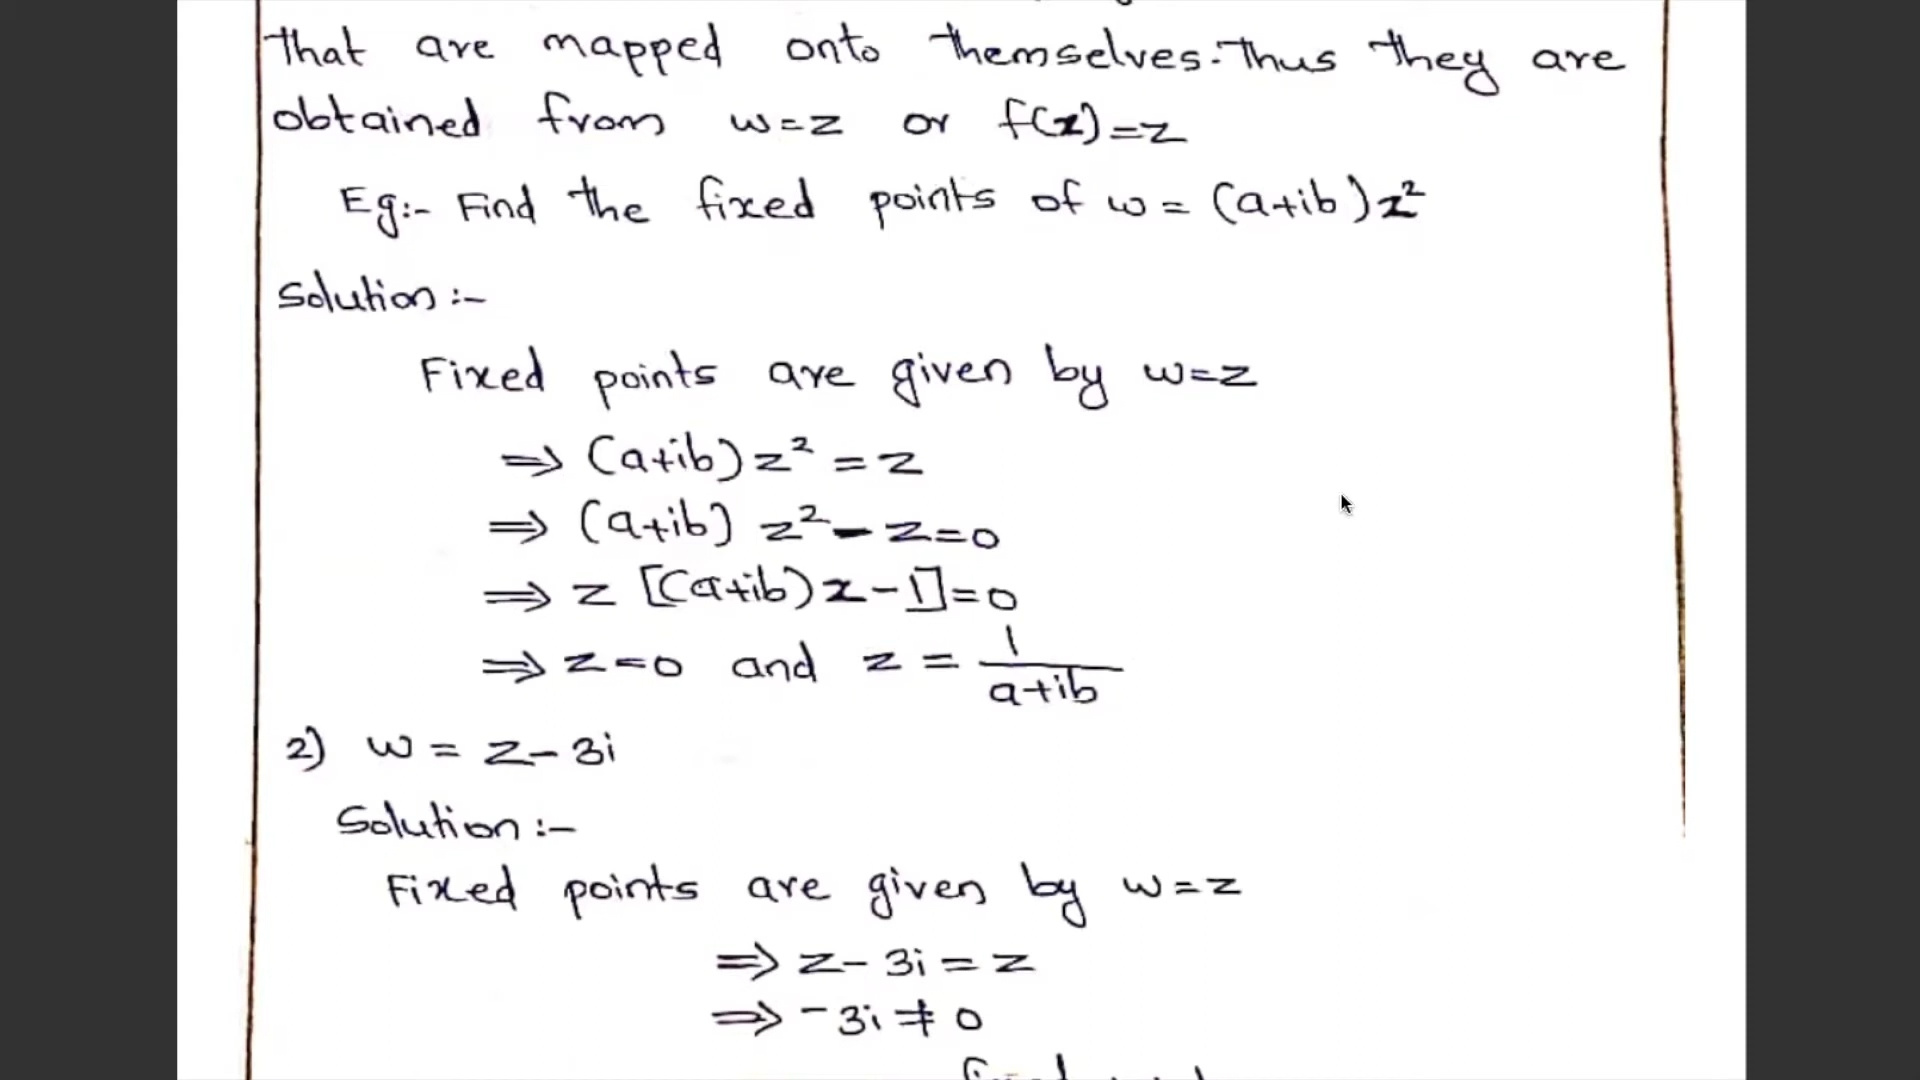 that are mapped onto themselves. Thus they are
obtained from w=z or f(z)=z
Eg:- Find the fixed points of w = (a+ib)z²
Solution:-
Fixed points are given by w=z
⇒ (a+ib)z² = z
⇒ (a+ib) z² - z=0
⇒ z [(a+ib)z-1]=0
⇒ z=0 and z = 1/(a+ib)
2) w = z-3i
Solution:-
Fixed points are given by w=z
⇒ z-3i = z
⇒ -3i ≠ 0